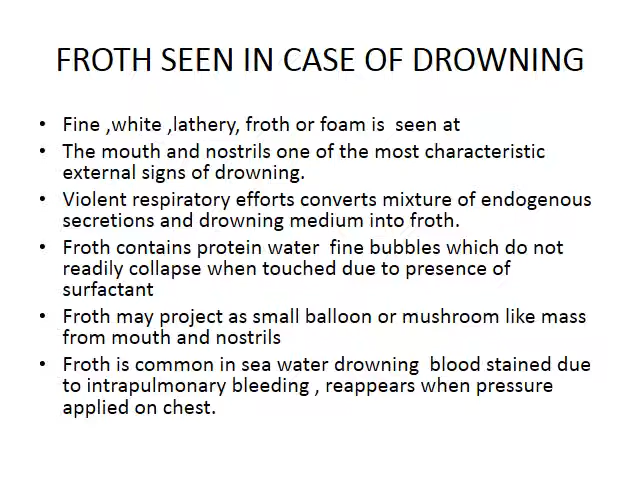 FROTH SEEN IN CASE OF DROWNING
• Fine ,white ,lathery, froth or foam is  seen at
• The mouth and nostrils one of the most characteristic
external signs of drowning.
• Violent respiratory efforts converts mixture of endogenous
secretions and drowning medium into froth.
• Froth contains protein water  fine bubbles which do not
readily collapse when touched due to presence of
surfactant
• Froth may project as small balloon or mushroom like mass
from mouth and nostrils
• Froth is common in sea water drowning  blood stained due
to intrapulmonary bleeding , reappears when pressure
applied on chest.